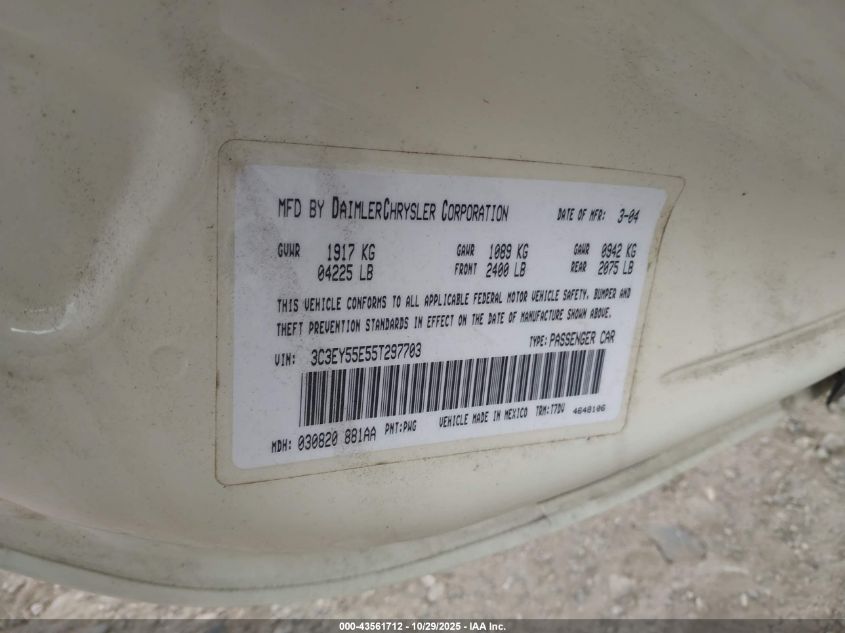 MFD BY DAIMLERCHRYSLER CORPORATION DATE OF MFR: 3-04
GVWR 1917 KG GAWR 1089 KG GAWR 0942 KG
04225 LB FRONT 2400 LB REAR 2075 LB
THIS VEHICLE CONFORMS TO ALL APPLICABLE FEDERAL MOTOR VEHICLE SAFETY, BUMPER AND
THEFT PREVENTION STANDARDS IN EFFECT ON THE DATE OF MANUFACTURE SHOWN ABOVE.
VIN: 3C3EY55E55T297703 TYPE: PASSENGER CAR
MDH: 030820 881AA PNT:PWG VEHICLE MADE IN MEXICO TRM:T7DV 4648106
000-43561712 - 10/29/2025 - IAA Inc.